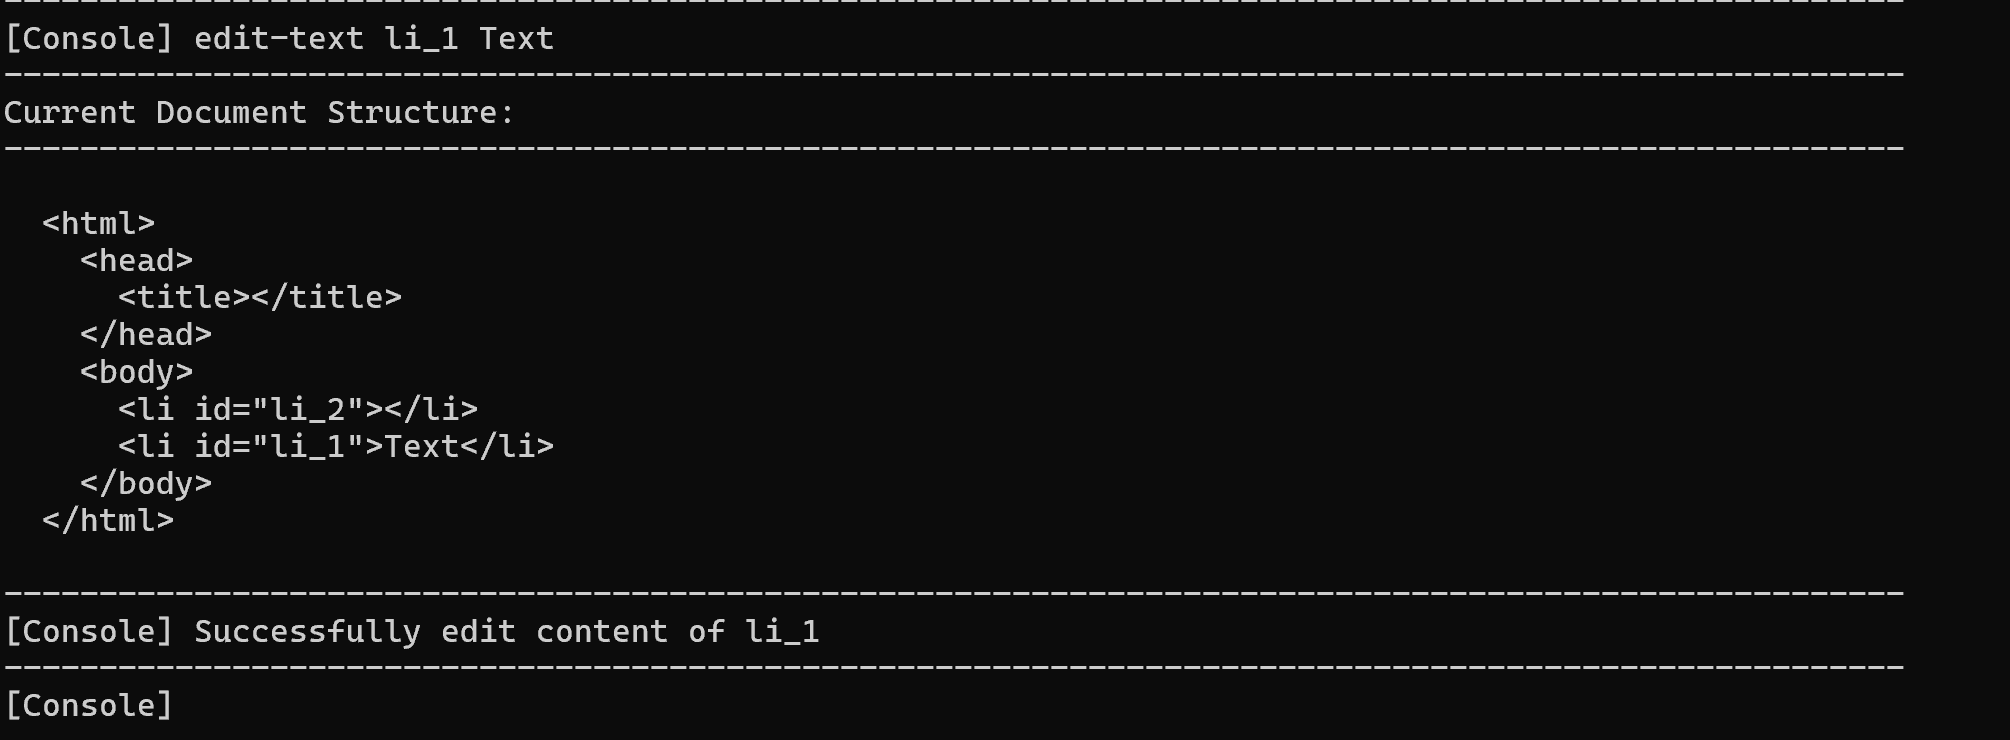 ----------------------------------------------------------------------------------------------------
[Console] edit-text li_1 Text
----------------------------------------------------------------------------------------------------
Current Document Structure:
----------------------------------------------------------------------------------------------------
  <html>
    <head>
      <title></title>
    </head>
    <body>
      <li id="li_2"></li>
      <li id="li_1">Text</li>
    </body>
  </html>
----------------------------------------------------------------------------------------------------
[Console] Successfully edit content of li_1
----------------------------------------------------------------------------------------------------
[Console]